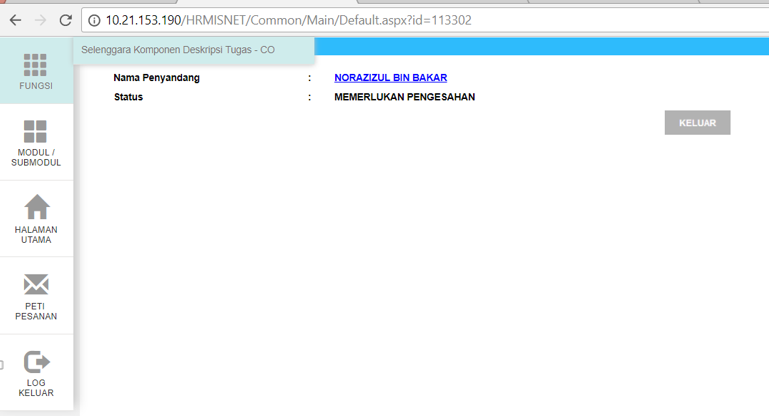 10.21.153.190/HRMISNET/Common/Main/Default.aspx?id=113302
Selenggara Komponen Deskripsi Tugas - CO
FUNGSI
Nama Penyandang : NORAZIZUL BIN BAKAR
Status : MEMERLUKAN PENGESAHAN
KELUAR
MODUL /
SUBMODUL
HALAMAN
UTAMA
PETI
PESANAN
LOG
KELUAR